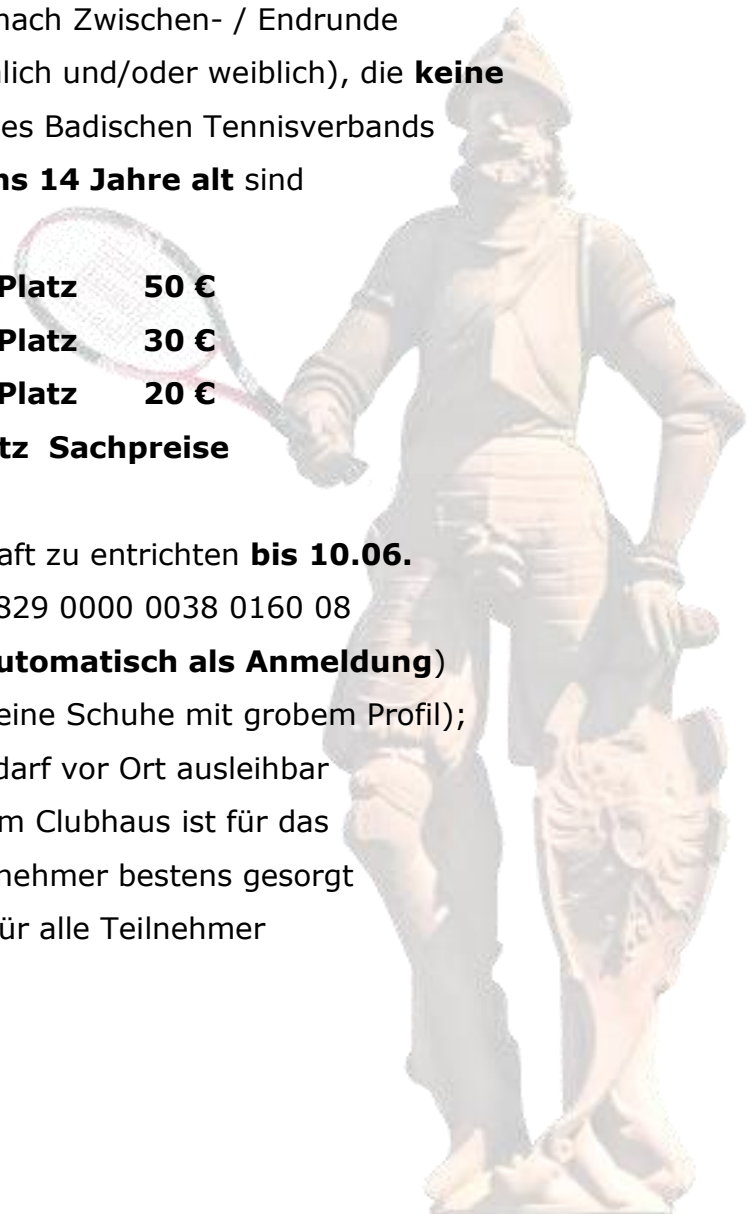 nach Zwischen- / Endrunde
lich und/oder weiblich), die keine
es Badischen Tennisverbands
ns 14 Jahre alt sind
Platz 50 €
Platz 30 €
Platz 20 €
tz Sachpreise
aft zu entrichten bis 10.06.
829 0000 0038 0160 08
utomatisch als Anmeldung)
eine Schuhe mit grobem Profil);
darf vor Ort ausleihbar
m Clubhaus ist für das
nehmer bestens gesorgt
ür alle Teilnehmer